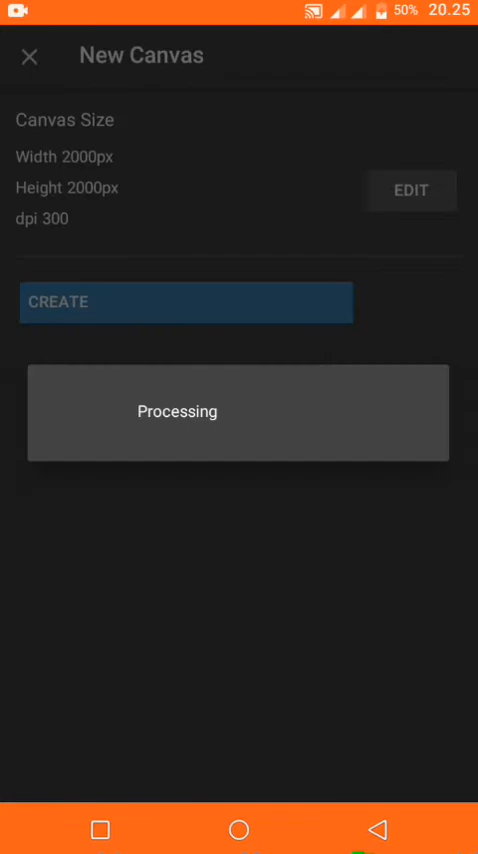 50% 20.25
New Canvas
Canvas Size
Width 2000px
Height 2000px
dpi 300
EDIT
CREATE
Processing